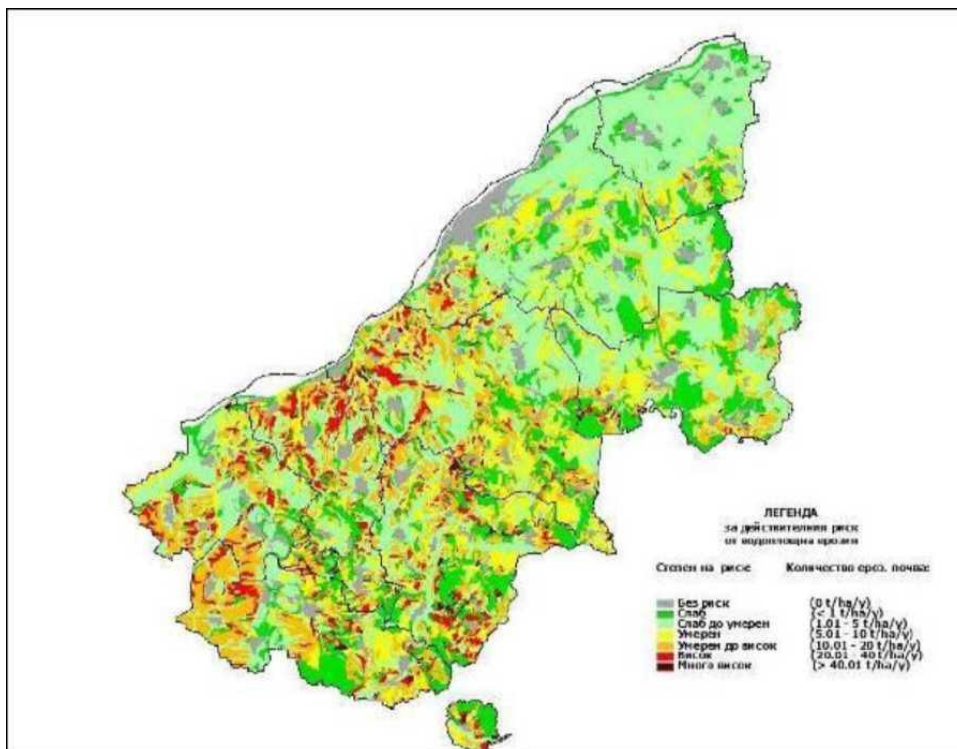 ЛЕГЕНДА
за действителния риск
от водоплощна ерозия
Степен на риск: Количество ероз. почва:
Без риск (0 t/ha/y)
Слаб (< 1 t/ha/y)
Слаб до умерен (1.01 - 5 t/ha/y)
Умерен (5.01 - 10 t/ha/y)
Умерен до висок (10.01 - 20 t/ha/y)
Висок (20.01 - 40 t/ha/y)
Много висок (> 40.01 t/ha/y)